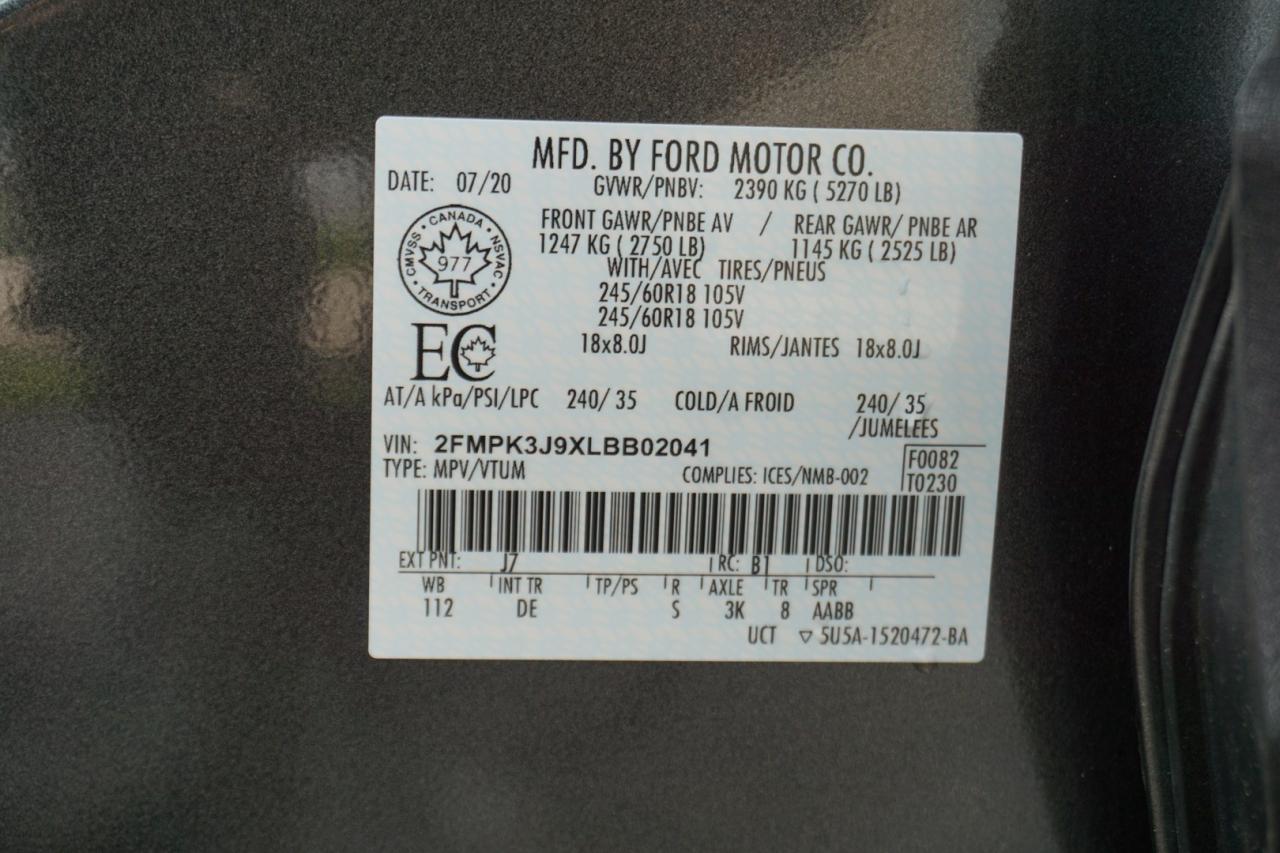 MFD. BY FORD MOTOR CO.
DATE: 07/20 GVWR/PNBV: 2390 KG ( 5270 LB)
FRONT GAWR/PNBE AV / REAR GAWR/ PNBE AR
1247 KG ( 2750 LB) 1145 KG ( 2525 LB)
WITH/AVEC TIRES/PNEUS
245/60R18 105V
245/60R18 105V
18x8.0J RIMS/JANTES 18x8.0J
CMVSS • CANADA • NSVAC • TRANSPORT •
977
EC
AT/A kPa/PSI/LPC 240/ 35 COLD/A FROID 240/ 35
/JUMELEES
VIN: 2FMPK3J9XLBB02041
F0082
TYPE: MPV/VTUM COMPLIES: ICES/NMB-002 T0230
EXT PNT: J7 RC: B1 DSO:
WB INT TR TP/PS R AXLE TR SPR
112 DE S 3K 8 AABB
UCT ▽ 5U5A-1520472-BA